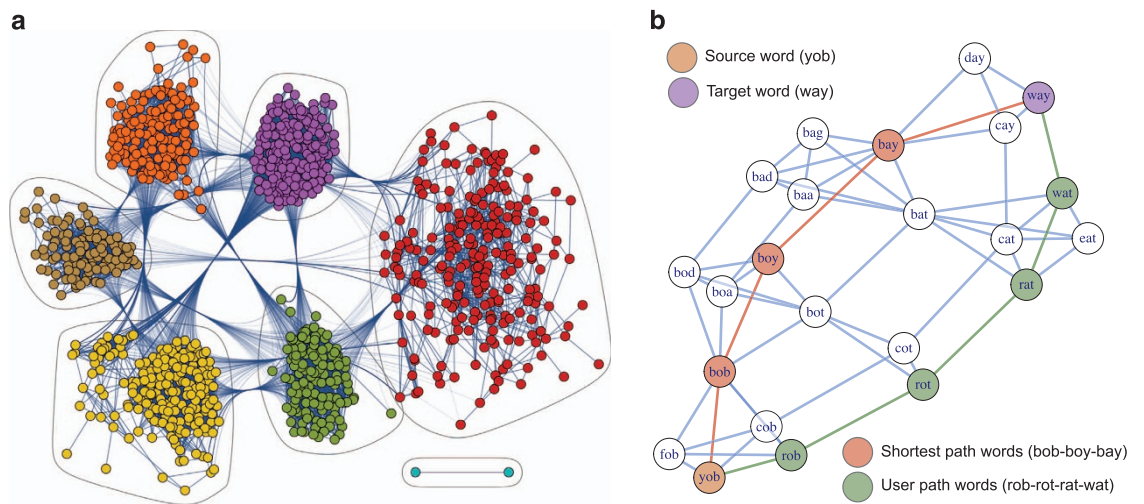 a
b
Source word (yob)
Target word (way)
day
way
cay
bag
bay
bad
baa
wat
bat
cat
eat
boy
bod
boa
rat
bot
cot
bob
rot
cob
fob
rob
yob
Shortest path words (bob-boy-bay)
User path words (rob-rot-rat-wat)